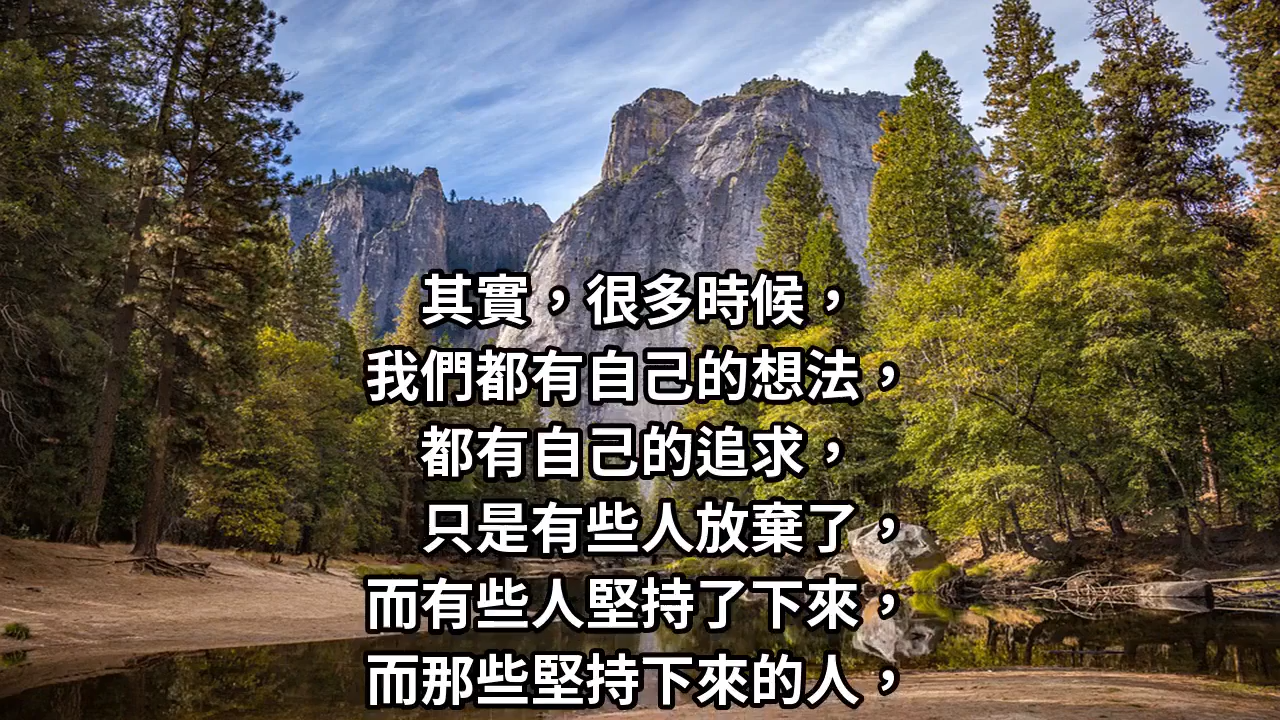 其實，很多時候，
我們都有自己的想法，
都有自己的追求，
只是有些人放棄了，
而有些人堅持了下來，
而那些堅持下來的人，